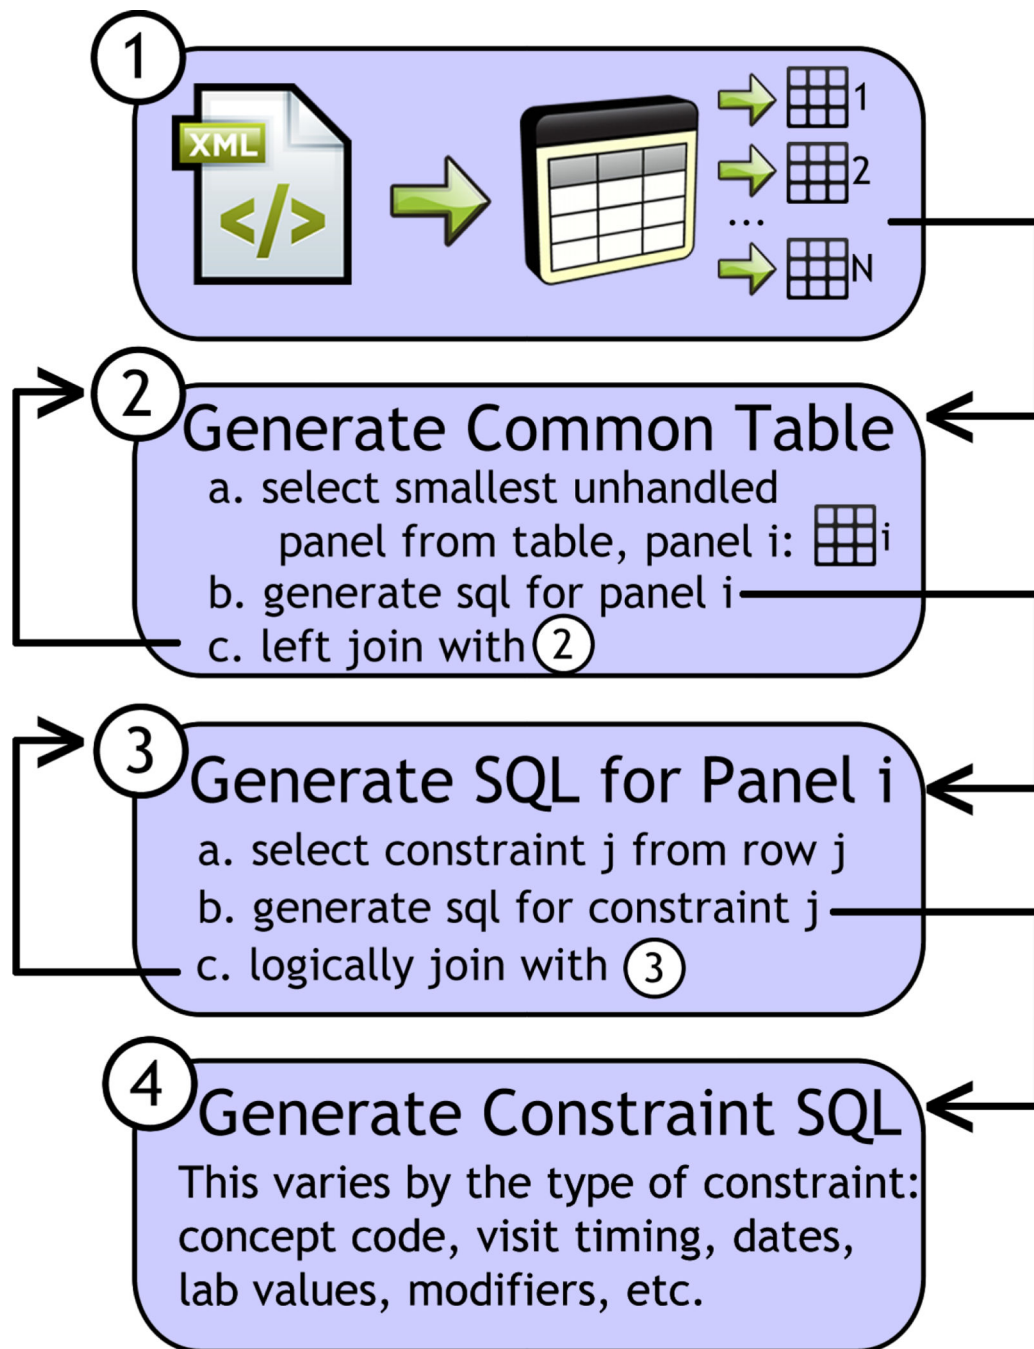 1
XML
</>
1
2
...
N
2
Generate Common Table
a. select smallest unhandled
panel from table, panel i: i
b. generate sql for panel i
c. left join with 2
3
Generate SQL for Panel i
a. select constraint j from row j
b. generate sql for constraint j
c. logically join with 3
4
Generate Constraint SQL
This varies by the type of constraint:
concept code, visit timing, dates,
lab values, modifiers, etc.